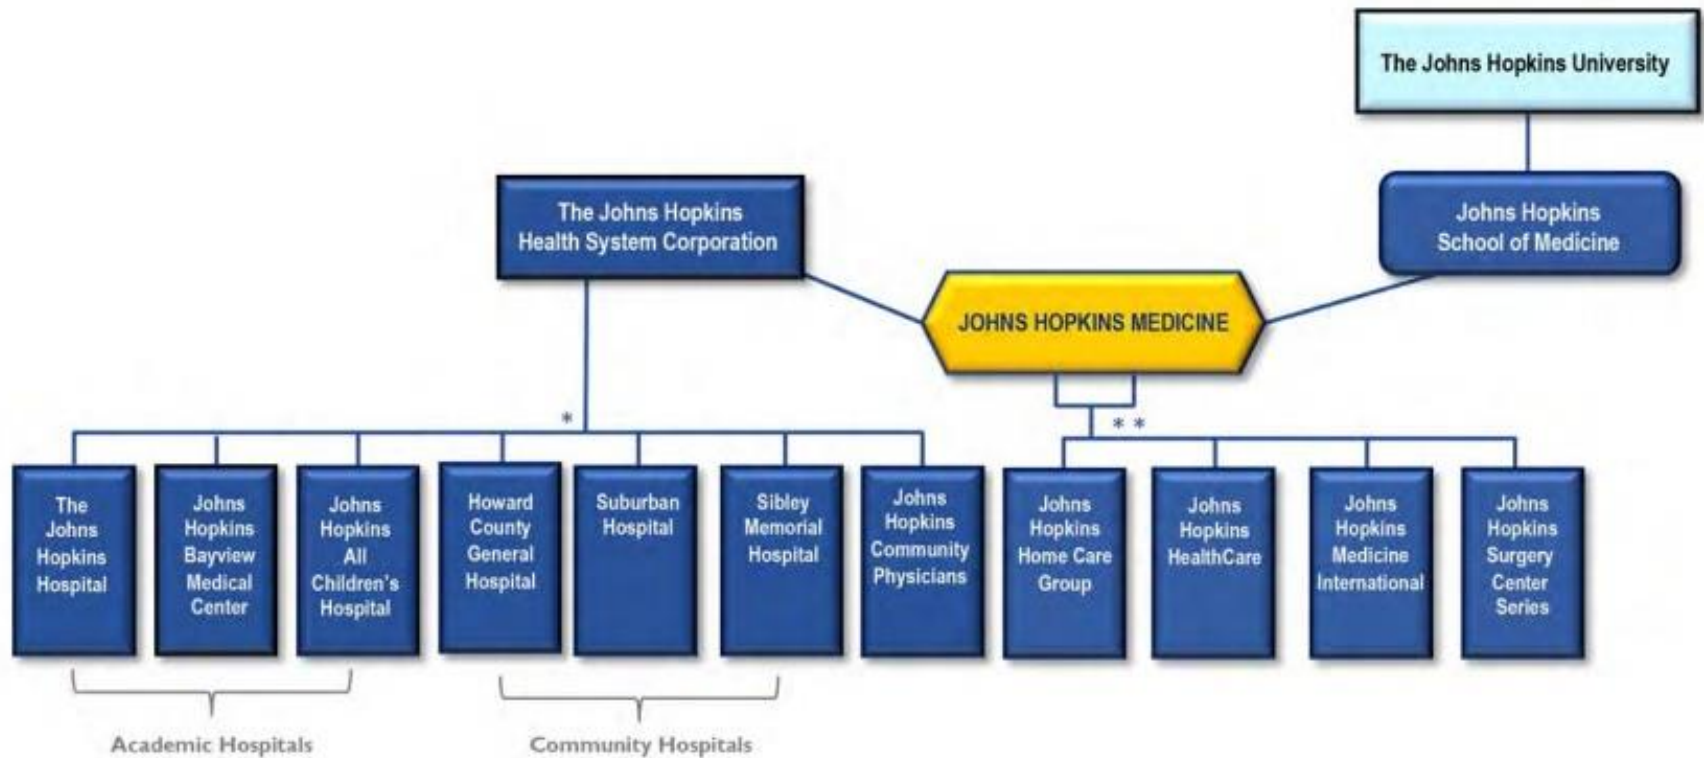 The Johns Hopkins University
The Johns Hopkins
Health System Corporation
Johns Hopkins
School of Medicine
JOHNS HOPKINS MEDICINE
*
* *
The
Johns
Hopkins
Hospital
Johns
Hopkins
Bayview
Medical
Center
Johns
Hopkins
All
Children's
Hospital
Howard
County
General
Hospital
Suburban
Hospital
Sibley
Memorial
Hospital
Johns
Hopkins
Community
Physicians
Johns
Hopkins
Home Care
Group
Johns
Hopkins
HealthCare
Johns
Hopkins
Medicine
International
Johns
Hopkins
Surgery
Center
Series
Academic Hospitals
Community Hospitals